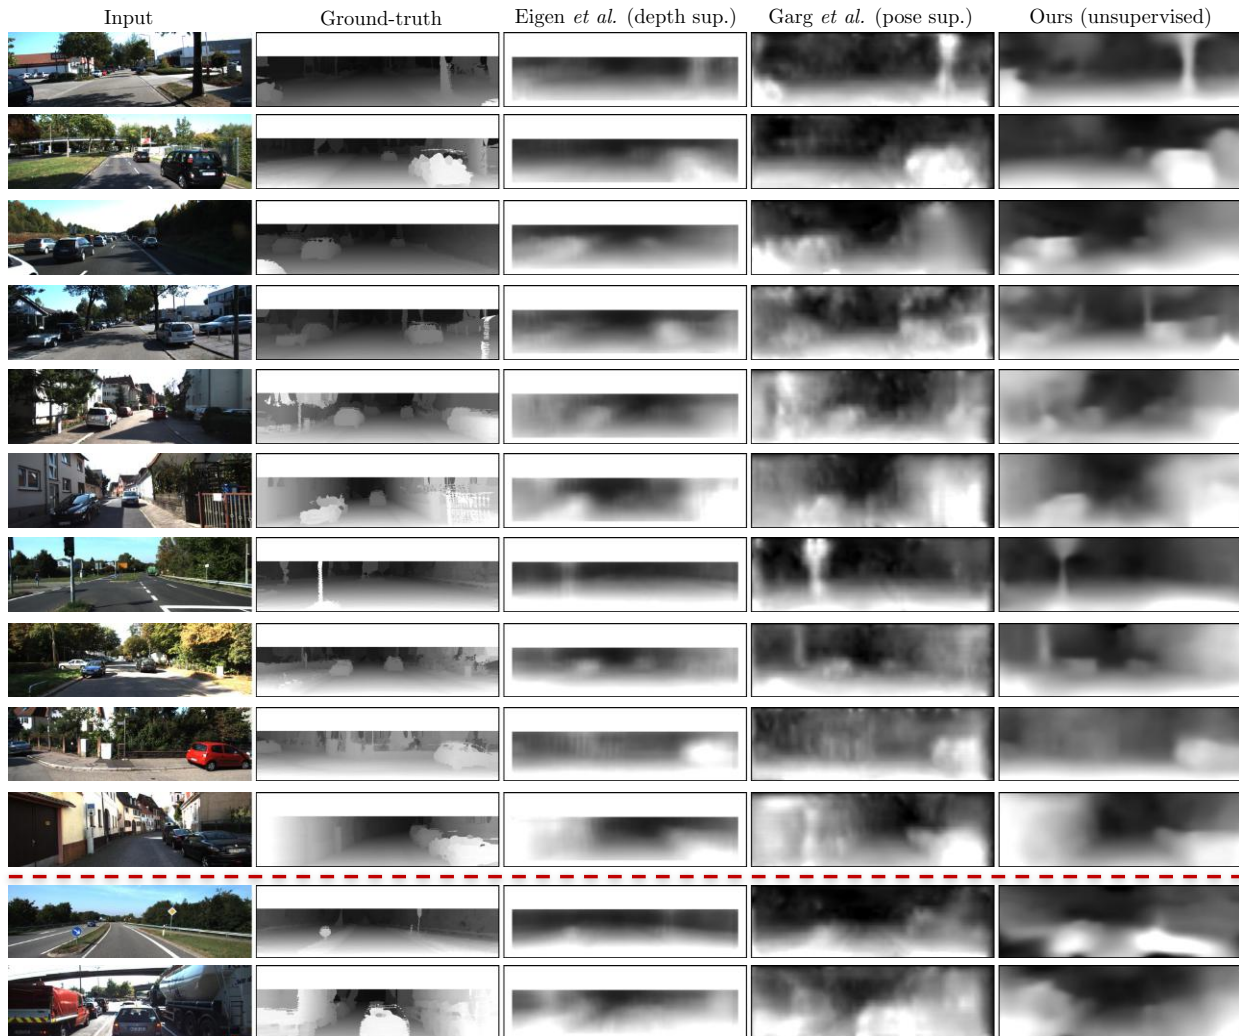 Input Ground-truth Eigen et al. (depth sup.) Garg et al. (pose sup.) Ours (unsupervised)